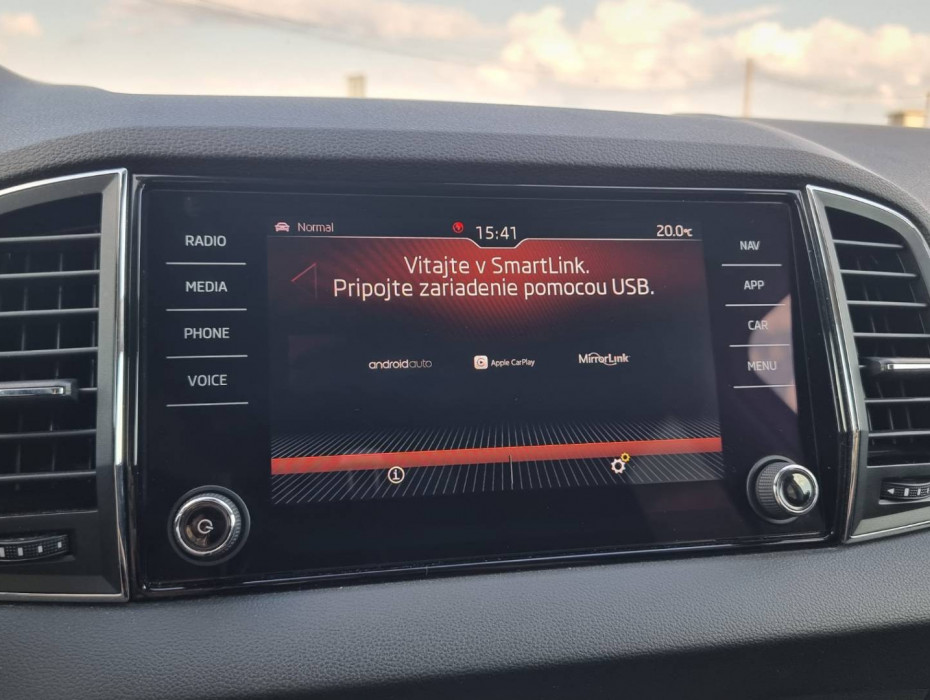 Normal
15:41
20.0°C
RADIO
MEDIA
PHONE
VOICE
Vitajte v SmartLink.
Pripojte zariadenie pomocou USB.
androidauto
Apple CarPlay
MirrorLink
NAV
APP
CAR
MENU